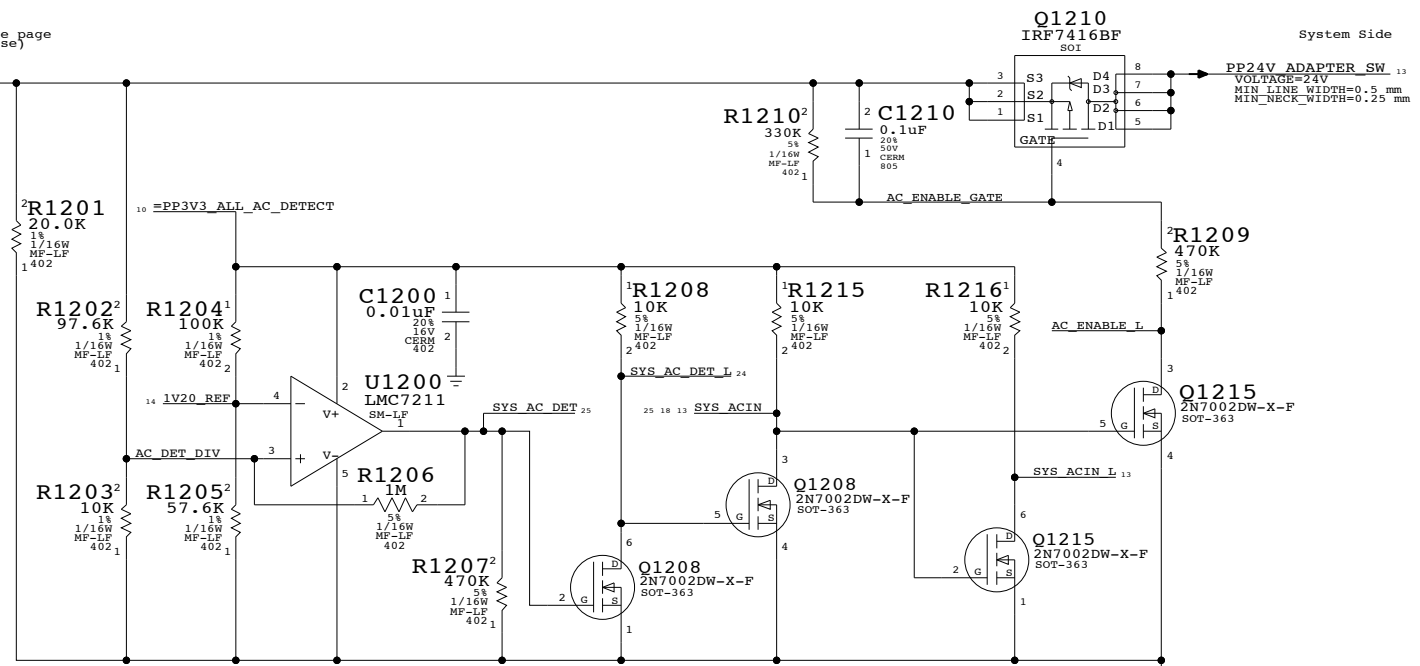 e page
se)
System Side
Q1210
IRF7416BF
SOI
S3
S2
S1
GATE
D4
D3
D2
D1
3
2
1
8
7
6
5
4
PP24V_ADAPTER_SW 13
VOLTAGE=24V
MIN_LINE_WIDTH=0.5 mm
MIN_NECK_WIDTH=0.25 mm
R1210 2
330K
5%
1/16W
MF-LF
402 1
2 C1210
0.1uF
20%
1 50V
CERM
805
AC_ENABLE_GATE
2 R1201
20.0K
1%
1/16W
MF-LF
1 402
10 =PP3V3_ALL_AC_DETECT
2 R1209
470K
5%
1/16W
MF-LF
1 402
R1202 2
97.6K
1%
1/16W
MF-LF
402 1
R1204 1
100K
1%
1/16W
MF-LF
402 2
C1200 1
0.01uF
20%
16V 2
CERM
402
1 R1208
10K
5%
1/16W
MF-LF
2 402
1 R1215
10K
5%
1/16W
MF-LF
2 402
R1216 1
10K
5%
1/16W
MF-LF
402 2
AC_ENABLE_L
14 1V20_REF
U1200
LMC7211
SM-LF
V+
V-
2
4
3
1
5
SYS_AC_DET 25
SYS_AC_DET_L 24
25 18 13 SYS_ACIN
3
Q1215
2N7002DW-X-F
SOT-363
D
G
S
5
4
AC_DET_DIV
R1203 2
10K
1%
1/16W
MF-LF
402 1
R1205 2
57.6K
1%
1/16W
MF-LF
402 1
R1206
1M
1 2
5%
1/16W
MF-LF
402
SYS_ACIN_L 13
3
Q1208
2N7002DW-X-F
SOT-363
D
G
S
5
4
6
Q1215
2N7002DW-X-F
SOT-363
D
G
S
2
1
R1207 2
470K
5%
1/16W
MF-LF
402 1
6
Q1208
2N7002DW-X-F
SOT-363
D
G
S
2
1